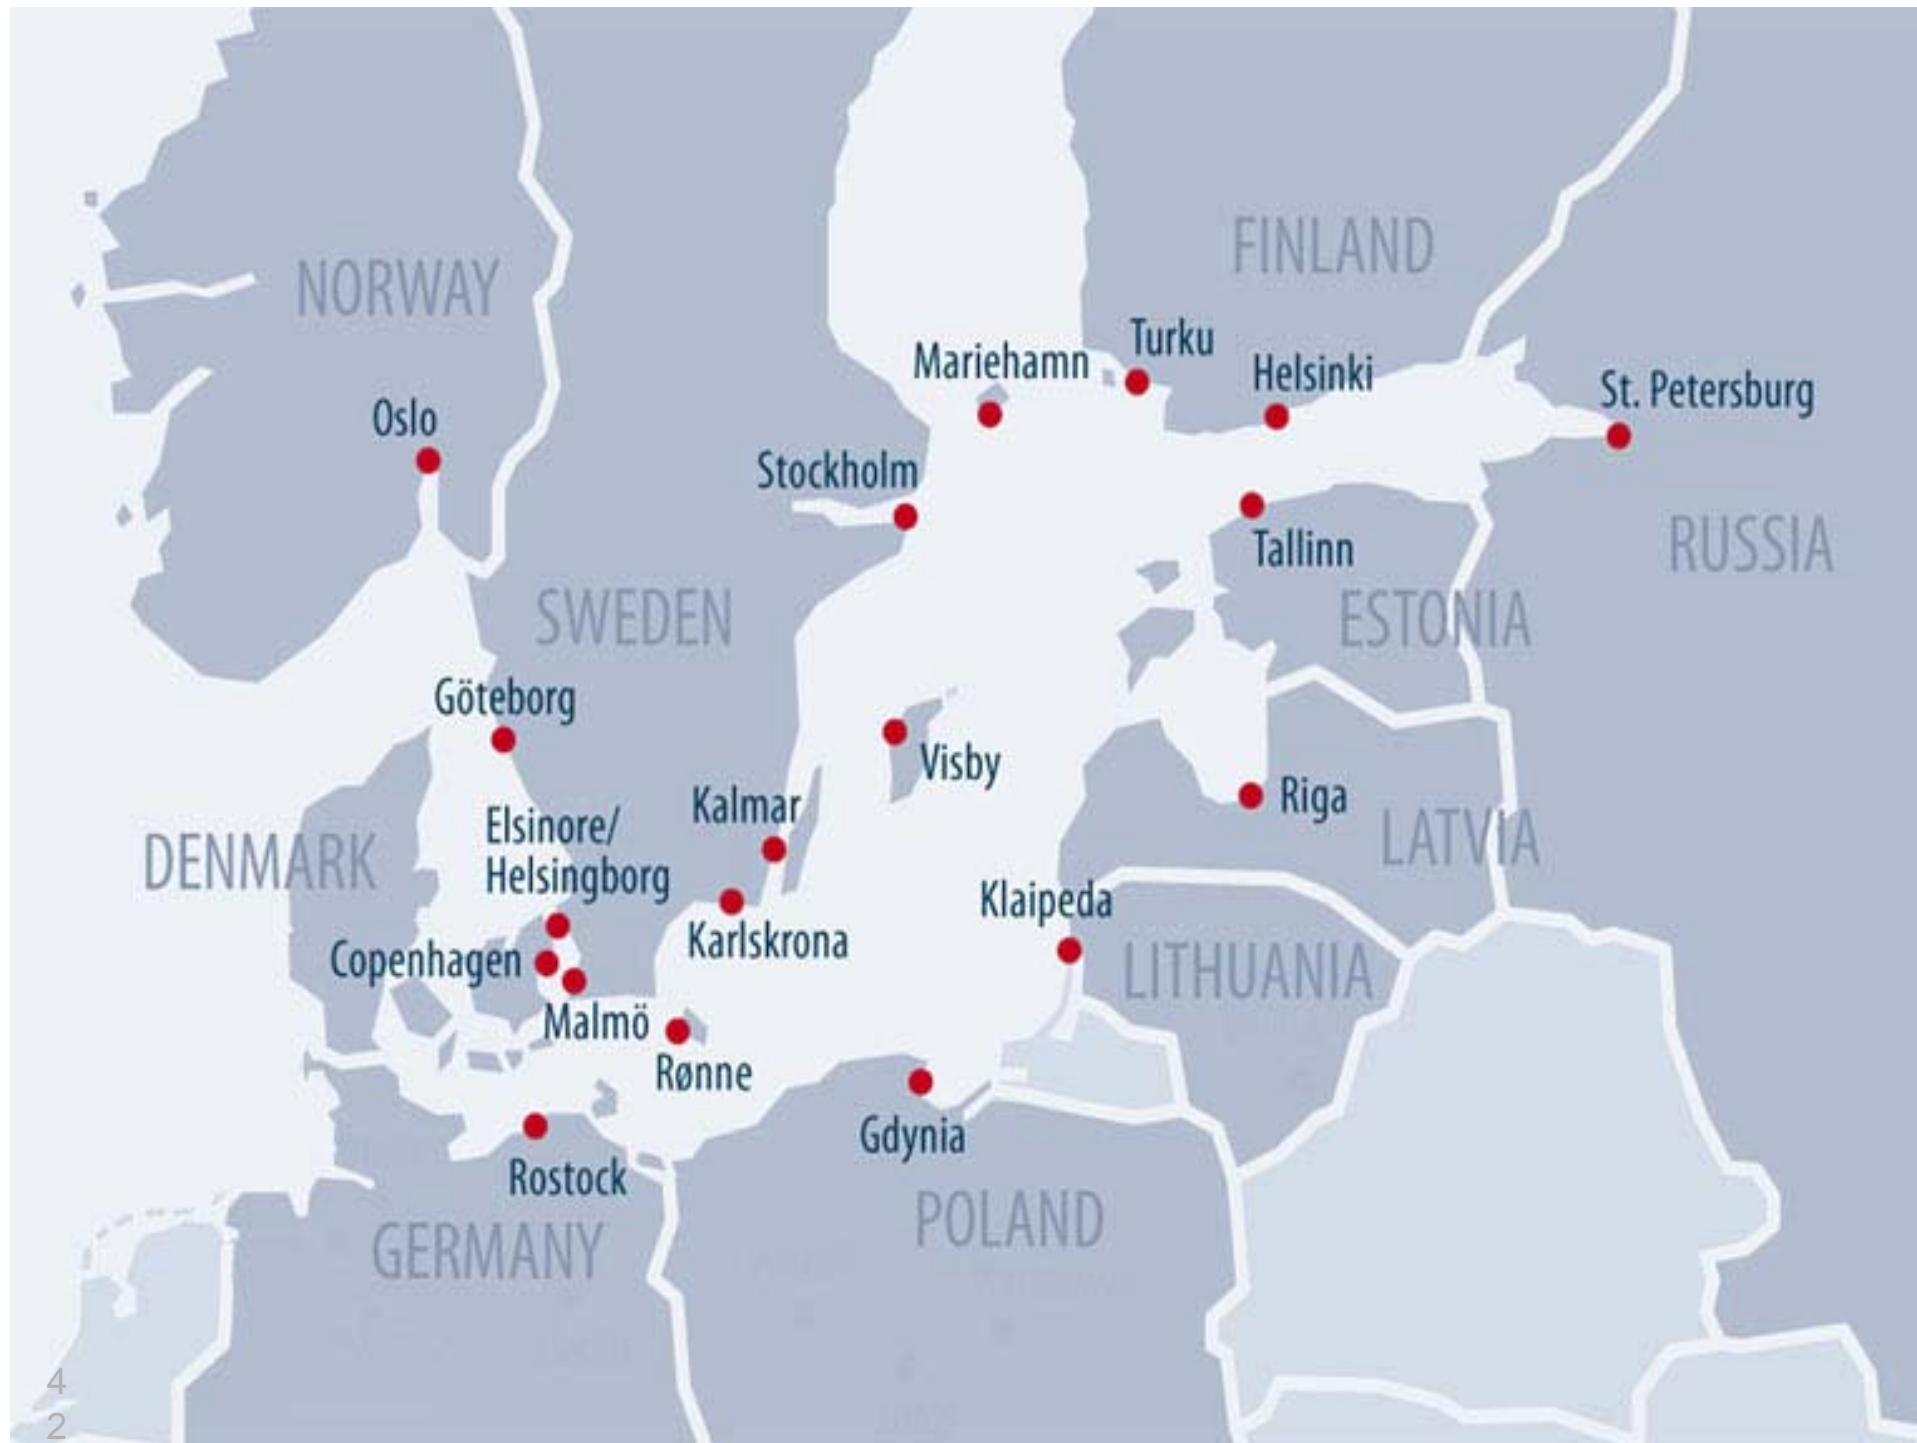 FINLAND
NORWAY
Turku
Mariehamn
Helsinki
St. Petersburg
Oslo
Stockholm
RUSSIA
Tallinn
SWEDEN
ESTONIA
Göteborg
Visby
Kalmar
Riga
Elsinore/
Helsingborg
DENMARK
LATVIA
Klaipeda
Karlskrona
Copenhagen
LITHUANIA
Malmö
Rønne
Gdynia
Rostock
POLAND
GERMANY
4
2